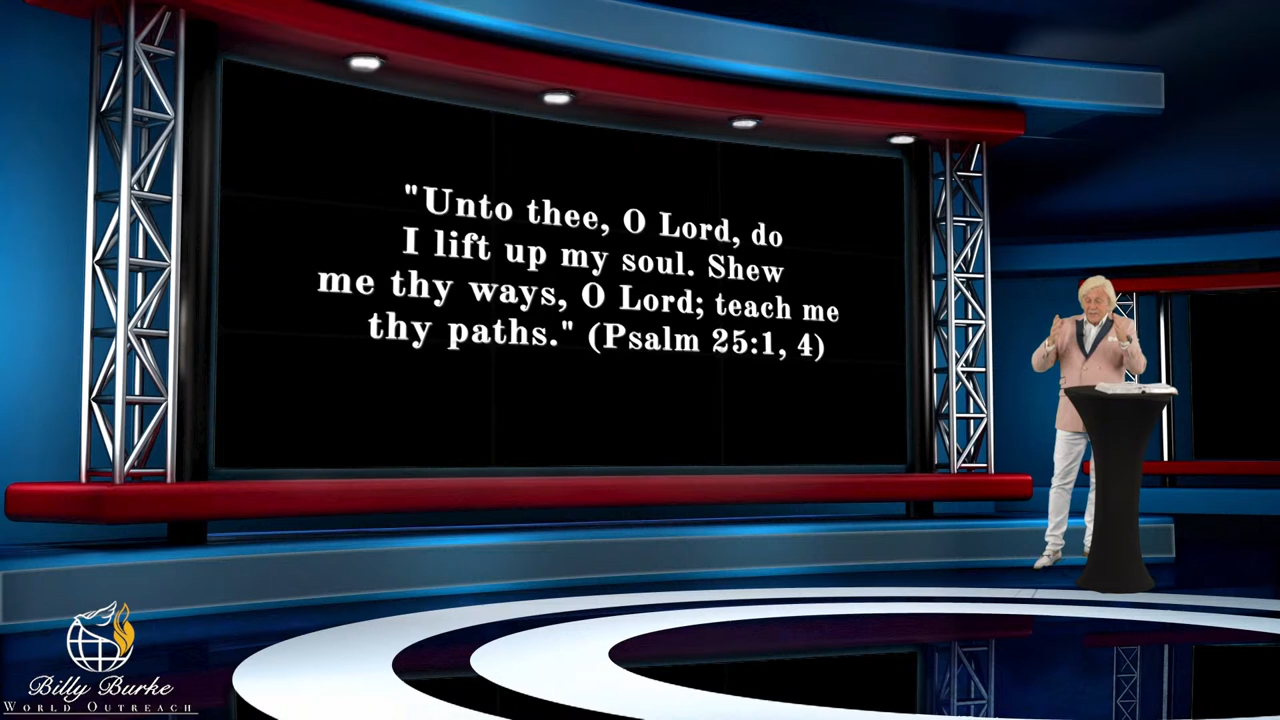 "Unto thee, O Lord, do
I lift up my soul. Shew
me thy ways, O Lord; teach me
thy paths." (Psalm 25:1, 4)
Billy Burke
World Outreach